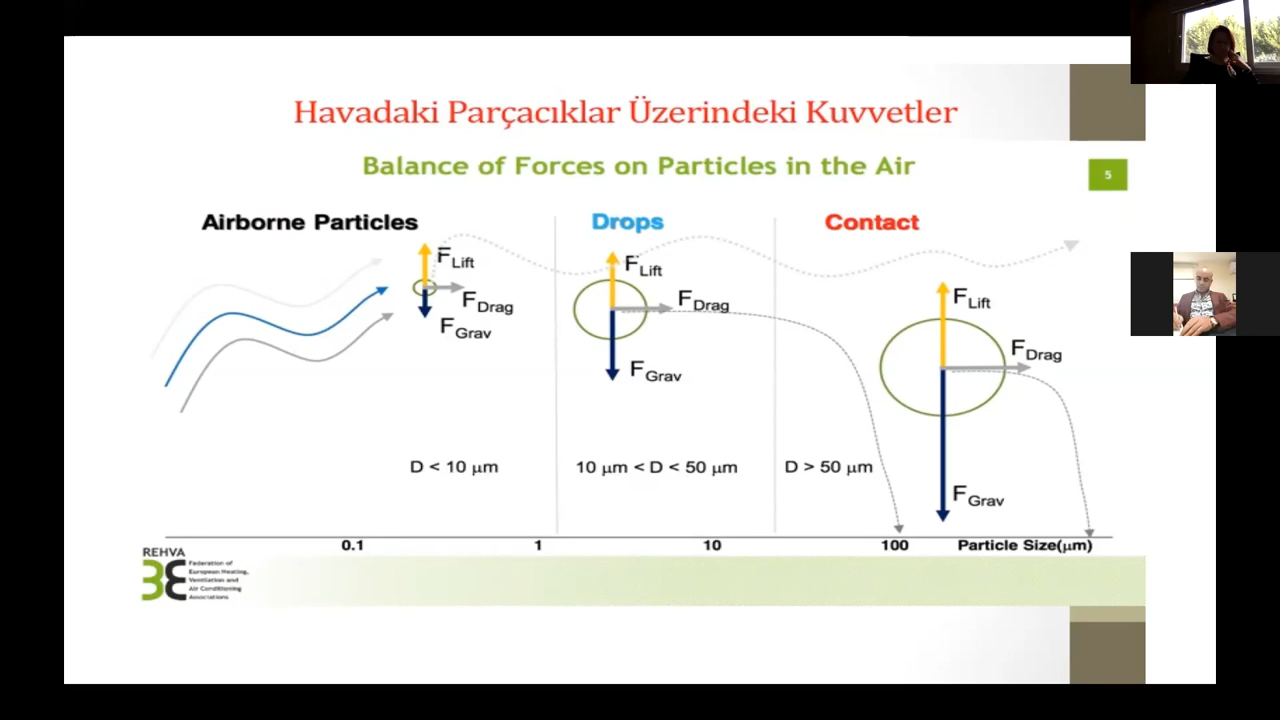 Havadaki Parçacıklar Üzerindeki Kuvvetler
Balance of Forces on Particles in the Air
5
Airborne Particles
Drops
Contact
F Lift
F Drag
F Grav
F Lift
F Drag
F Grav
F Lift
F Drag
F Grav
D < 10 μm
10 μm < D < 50 μm
D > 50 μm
0.1
1
10
100
Particle Size(μm)
REHVA
Federation of
European Heating,
Ventilation and
Air Conditioning
Associations